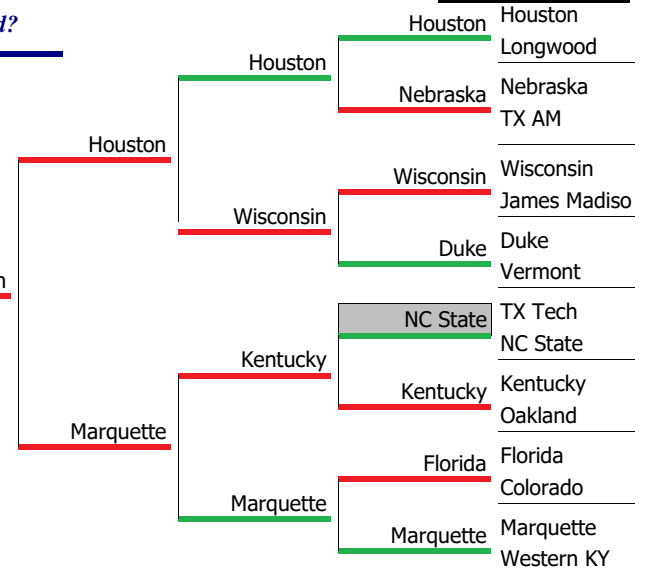 d?
Houston
Houston
Longwood
Houston
Nebraska
Nebraska
TX AM
Houston
Wisconsin
Wisconsin
James Madiso
Wisconsin
Duke
Duke
Vermont
n
NC State
TX Tech
NC State
Kentucky
Kentucky
Kentucky
Oakland
Marquette
Florida
Florida
Colorado
Marquette
Marquette
Marquette
Western KY